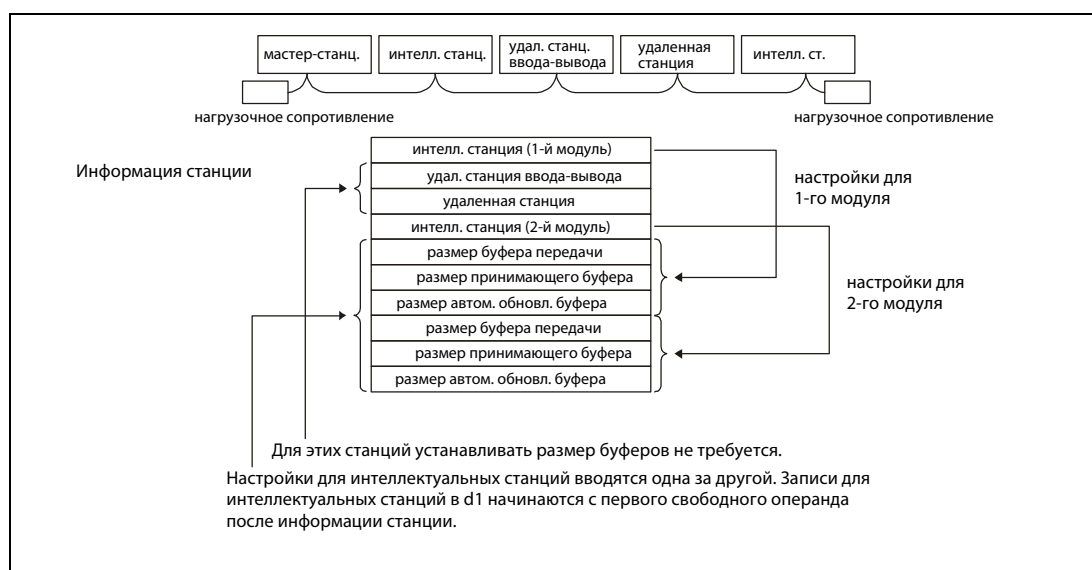 мастер-станц.
интелл. станц.
удал. станц.
ввода-вывода
удаленная
станция
интелл. ст.
нагрузочное сопротивление
нагрузочное сопротивление
Информация станции
интелл. станция (1-й модуль)
удал. станция ввода-вывода
удаленная станция
интелл. станция (2-й модуль)
размер буфера передачи
размер принимающего буфера
размер автом. обновл. буфера
размер буфера передачи
размер принимающего буфера
размер автом. обновл. буфера
настройки для
1-го модуля
настройки для
2-го модуля
Для этих станций устанавливать размер буферов не требуется.
Настройки для интеллектуальных станций вводятся одна за другой. Записи для
интеллектуальных станций в d1 начинаются с первого свободного операнда
после информации станции.